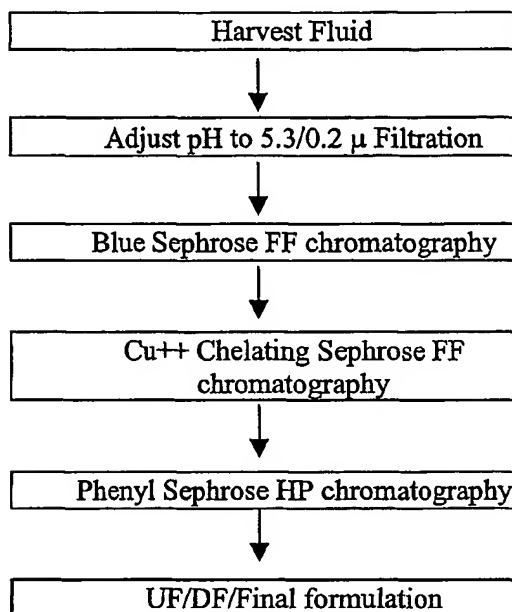 Harvest Fluid
Adjust pH to 5.3/0.2 µ Filtration
Blue Sephrose FF chromatography
Cu++ Chelating Sephrose FF
chromatography
Phenyl Sephrose HP chromatography
UF/DF/Final formulation